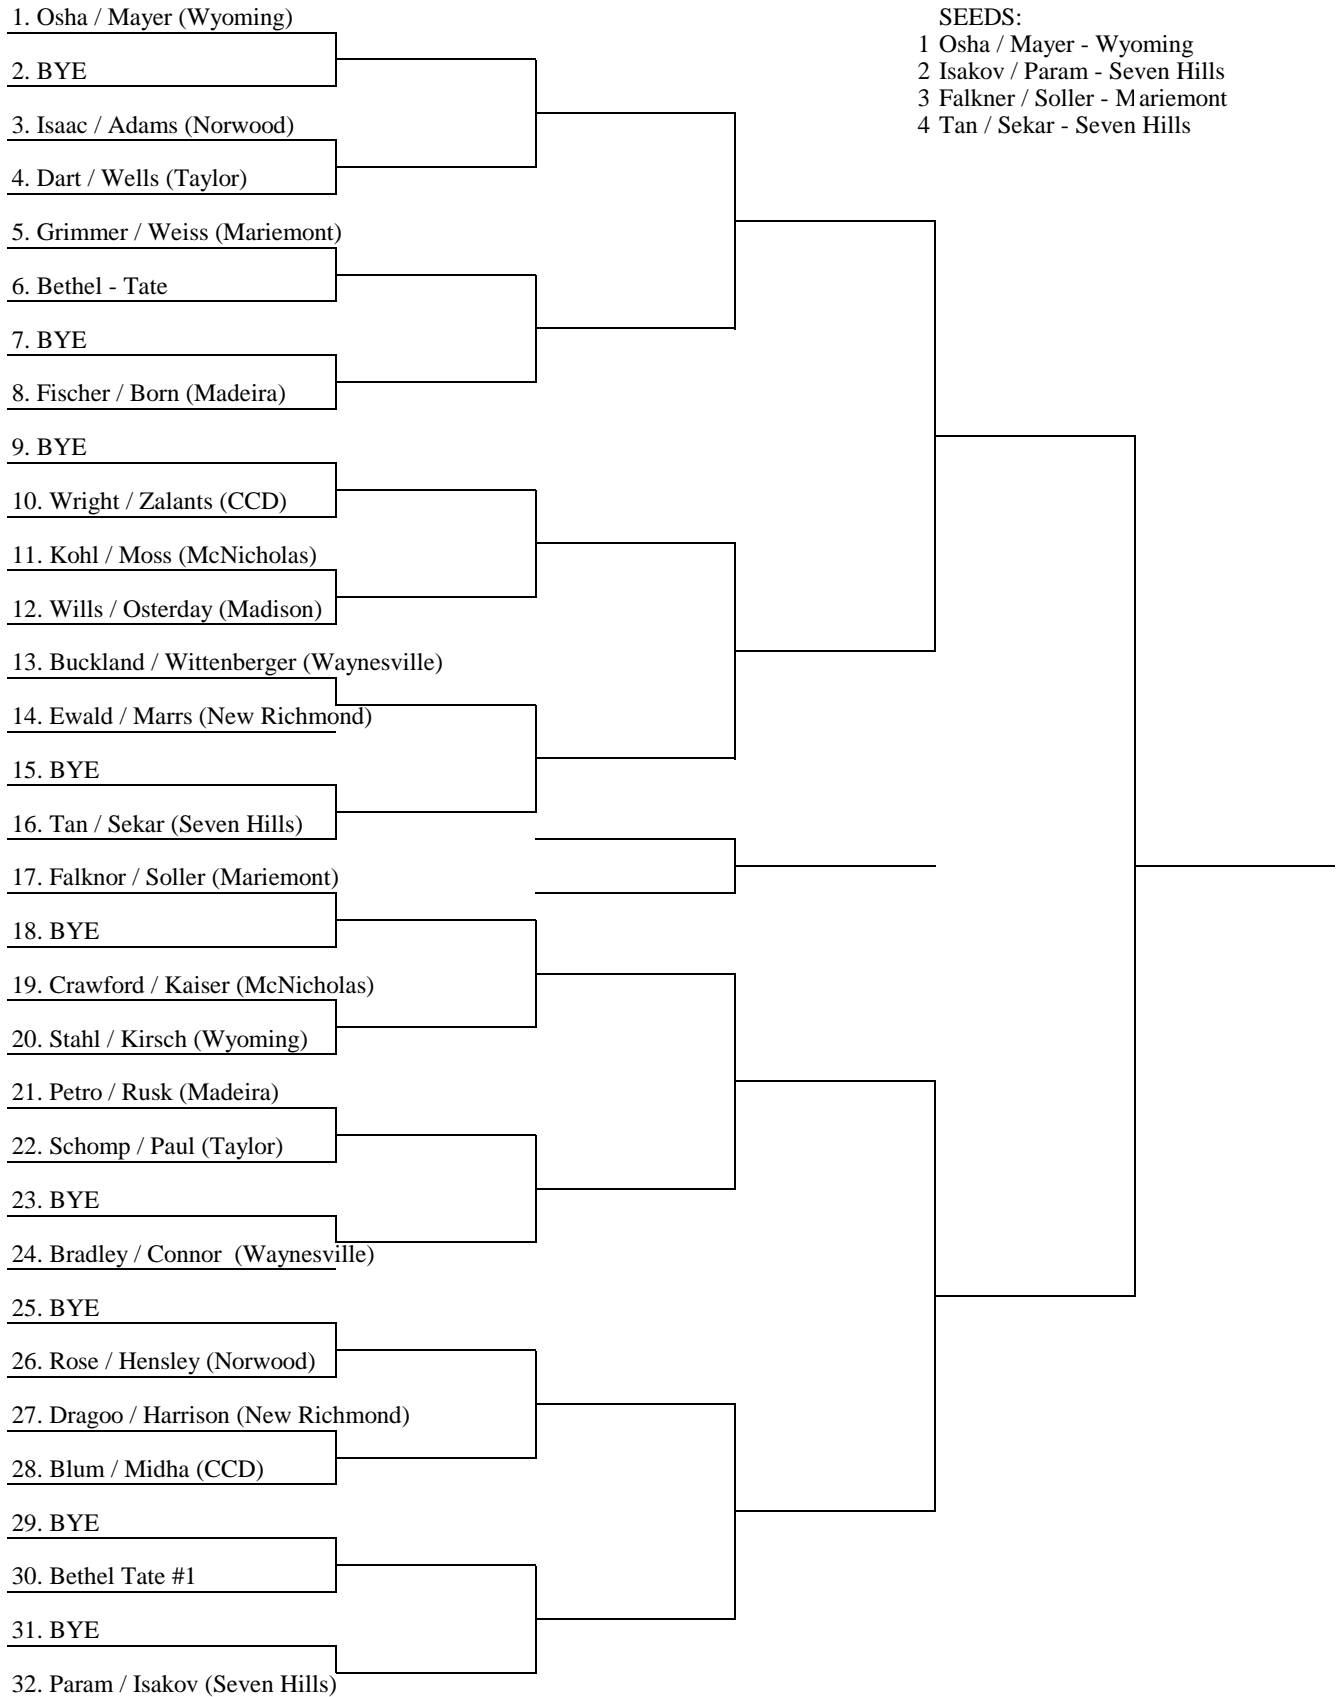 1. Osha / Mayer (Wyoming)
2. BYE
3. Isaac / Adams (Norwood)
4. Dart / Wells (Taylor)
5. Grimmer / Weiss (Mariemont)
6. Bethel - Tate
7. BYE
8. Fischer / Born (Madeira)
9. BYE
10. Wright / Zalants (CCD)
11. Kohl / Moss (McNicholas)
12. Wills / Osterday (Madison)
13. Buckland / Wittenberger (Waynesville)
14. Ewald / Marrs (New Richmond)
15. BYE
16. Tan / Sekar (Seven Hills)
17. Falknor / Soller (Mariemont)
18. BYE
19. Crawford / Kaiser (McNicholas)
20. Stahl / Kirsch (Wyoming)
21. Petro / Rusk (Madeira)
22. Schomp / Paul (Taylor)
23. BYE
24. Bradley / Connor  (Waynesville)
25. BYE
26. Rose / Hensley (Norwood)
27. Dragoo / Harrison (New Richmond)
28. Blum / Midha (CCD)
29. BYE
30. Bethel Tate #1
31. BYE
32. Param / Isakov (Seven Hills)
SEEDS:
1 Osha / Mayer - Wyoming
2 Isakov / Param - Seven Hills
3 Falkner / Soller - Mariemont
4 Tan / Sekar - Seven Hills